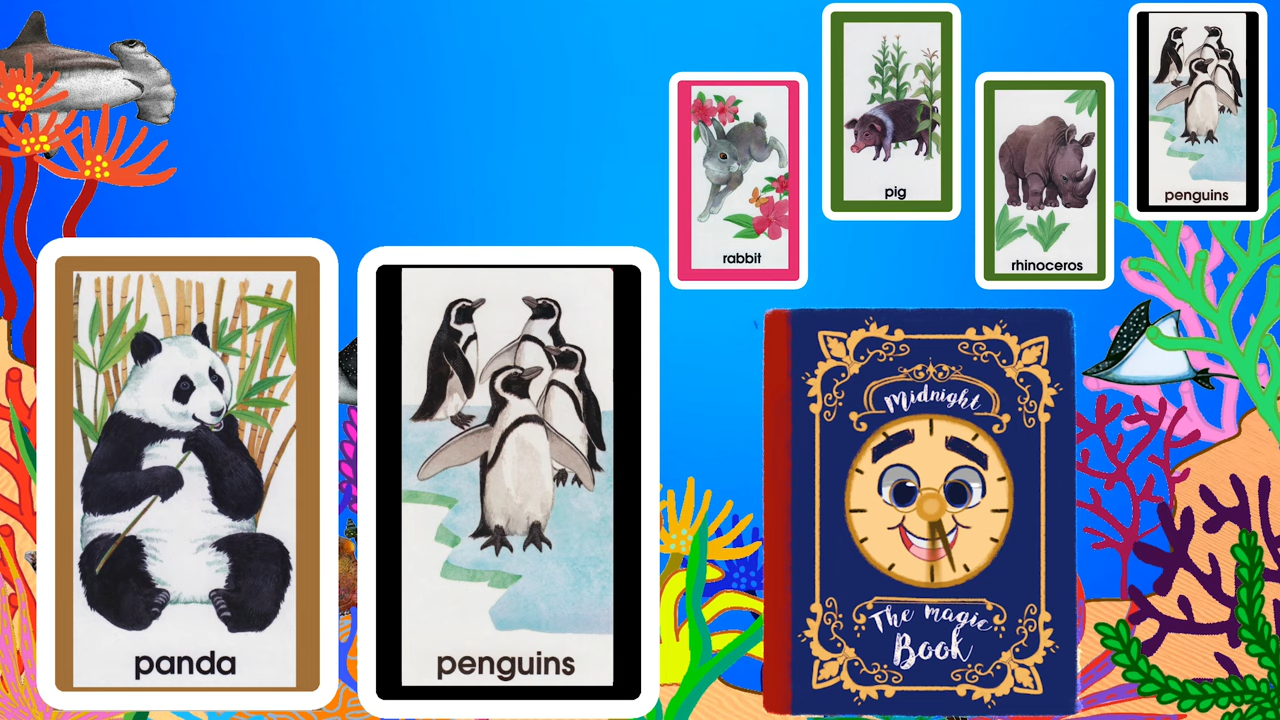 rabbit
pig
rhinoceros
penguins
panda
penguins
Midnight
The magic
Book